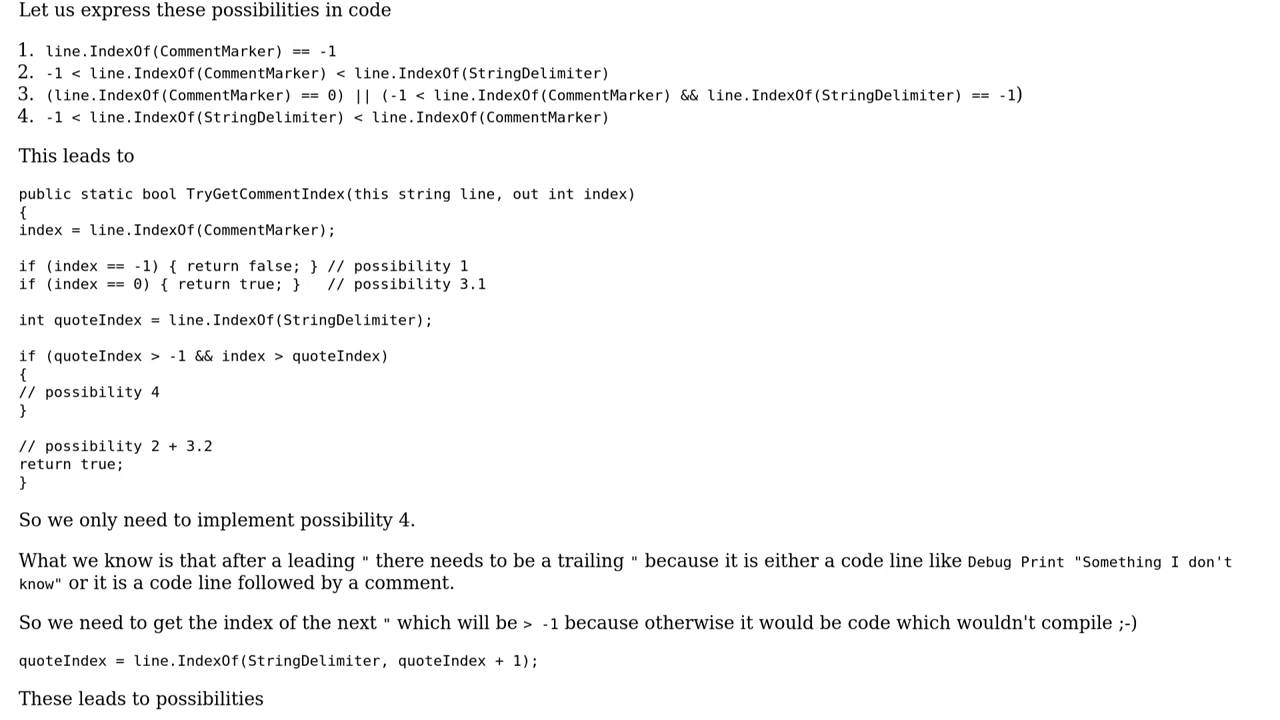 Let us express these possibilities in code
1. line.IndexOf(CommentMarker) == -1
2. -1 < line.IndexOf(CommentMarker) < line.IndexOf(StringDelimiter)
3. (line.IndexOf(CommentMarker) == 0) || (-1 < line.IndexOf(CommentMarker) && line.IndexOf(StringDelimiter) == -1)
4. -1 < line.IndexOf(StringDelimiter) < line.IndexOf(CommentMarker)
This leads to
public static bool TryGetCommentIndex(this string line, out int index)
{
index = line.IndexOf(CommentMarker);
if (index == -1) { return false; } // possibility 1
if (index == 0) { return true; }   // possibility 3.1
int quoteIndex = line.IndexOf(StringDelimiter);
if (quoteIndex > -1 && index > quoteIndex)
{
// possibility 4
}
// possibility 2 + 3.2
return true;
}
So we only need to implement possibility 4.
What we know is that after a leading " there needs to be a trailing " because it is either a code line like Debug Print "Something I don't
know" or it is a code line followed by a comment.
So we need to get the index of the next " which will be > -1 because otherwise it would be code which wouldn't compile ;-)
quoteIndex = line.IndexOf(StringDelimiter, quoteIndex + 1);
These leads to possibilities